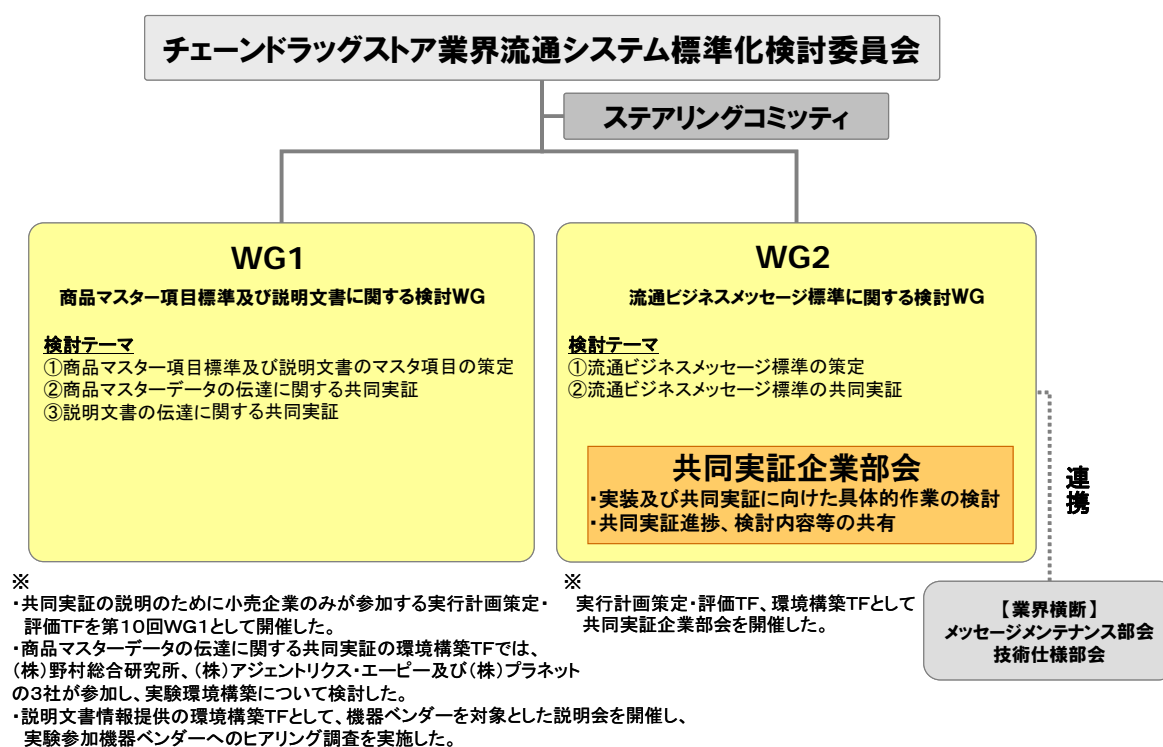 チェーンドラッグストア業界流通システム標準化検討委員会
ステアリングコミッティ
WG1
商品マスター項目標準及び説明文書に関する検討WG
検討テーマ
①商品マスター項目標準及び説明文書のマスタ項目の策定
②商品マスターデータの伝達に関する共同実証
③説明文書の伝達に関する共同実証
WG2
流通ビジネスメッセージ標準に関する検討WG
検討テーマ
①流通ビジネスメッセージ標準の策定
②流通ビジネスメッセージ標準の共同実証
共同実証企業部会
・実装及び共同実証に向けた具体的作業の検討
・共同実証進捗、検討内容等の共有
連携
※
・共同実証の説明のために小売企業のみが参加する実行計画策定・
評価TFを第10回WG1として開催した。
・商品マスターデータの伝達に関する共同実証の環境構築TFでは、
(株)野村総合研究所、(株)アジェントリクス・エーピー及び(株)プラネット
の3社が参加し、実験環境構築について検討した。
・説明文書情報提供の環境構築TFとして、機器ベンダーを対象とした説明会を開催し、
実験参加機器ベンダーへのヒアリング調査を実施した。
※
実行計画策定・評価TF、環境構築TFとして
共同実証企業部会を開催した。
【業界横断】
メッセージメンテナンス部会
技術仕様部会